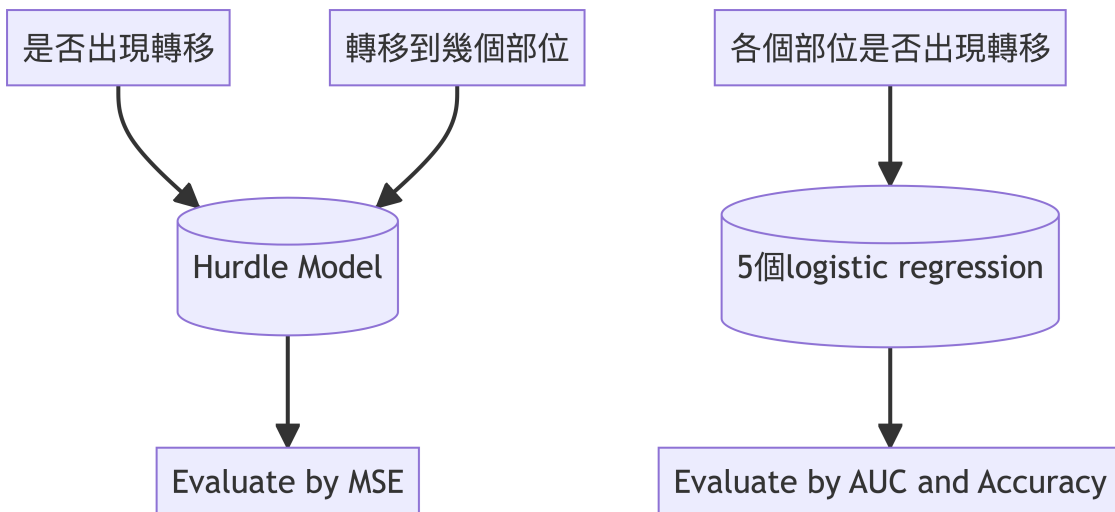 是否出現轉移
轉移到幾個部位
各個部位是否出現轉移
Hurdle Model
5個logistic regression
Evaluate by MSE
Evaluate by AUC and Accuracy